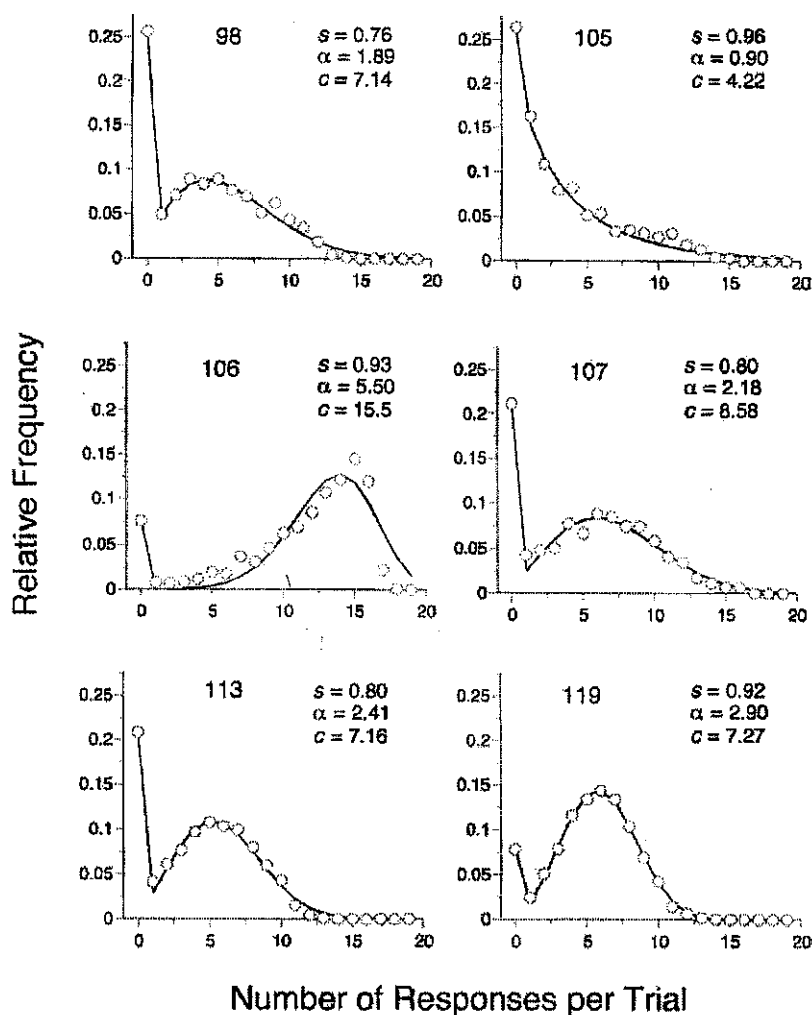 98
s = 0.76
α = 1.89
c = 7.14
0.25
0.2
0.15
0.1
0.05
0
0 5 10 15 20
105
s = 0.96
α = 0.90
c = 4.22
0.25
0.2
0.15
0.1
0.05
0
0 5 10 15 20
Relative Frequency
106
s = 0.93
α = 5.50
c = 15.5
0.25
0.2
0.15
0.1
0.05
0
0 5 10 15 20
107
s = 0.80
α = 2.18
c = 8.58
0.25
0.2
0.15
0.1
0.05
0
0 5 10 15 20
113
s = 0.80
α = 2.41
c = 7.16
0.25
0.2
0.15
0.1
0.05
0
0 5 10 15 20
119
s = 0.92
α = 2.90
c = 7.27
0.25
0.2
0.15
0.1
0.05
0
0 5 10 15 20
Number of Responses per Trial